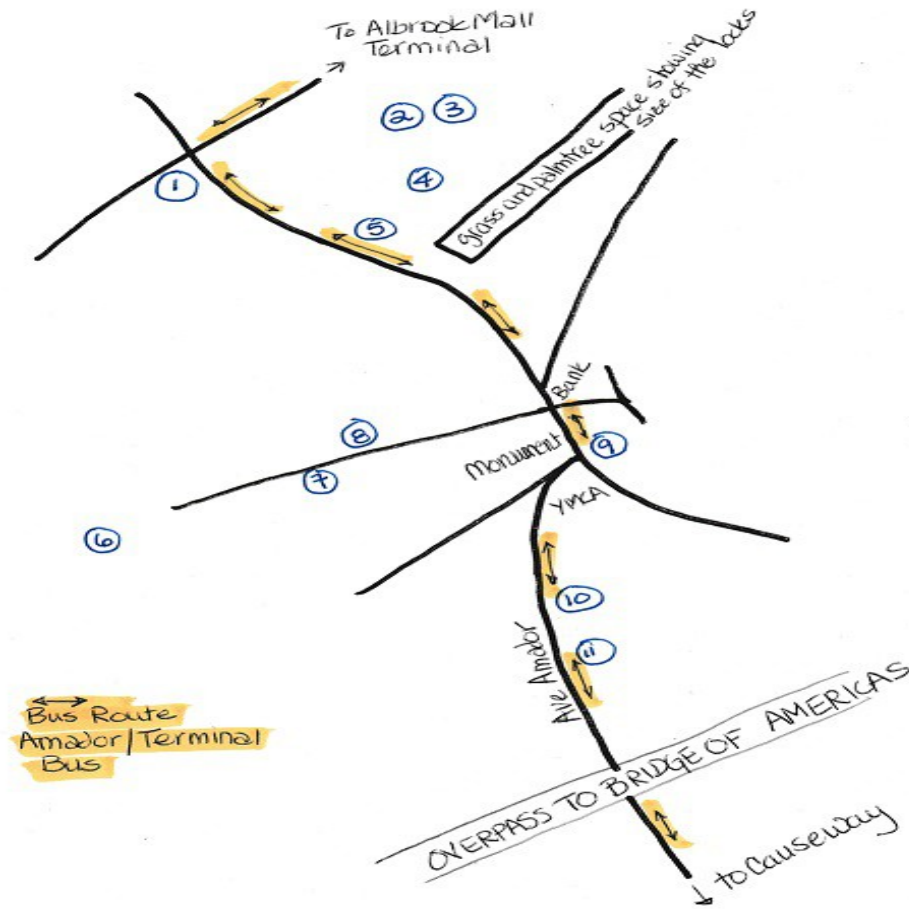 To Albrook Mall
Terminal
grass and palmtree space showing
size of the locks
2
3
4
1
5
Bank
8
Monument
9
7
YMCA
6
10
Ave Amador
11
Bus Route
Amador/Terminal
Bus
OVERPASS TO BRIDGE OF AMERICAS
to Causeway